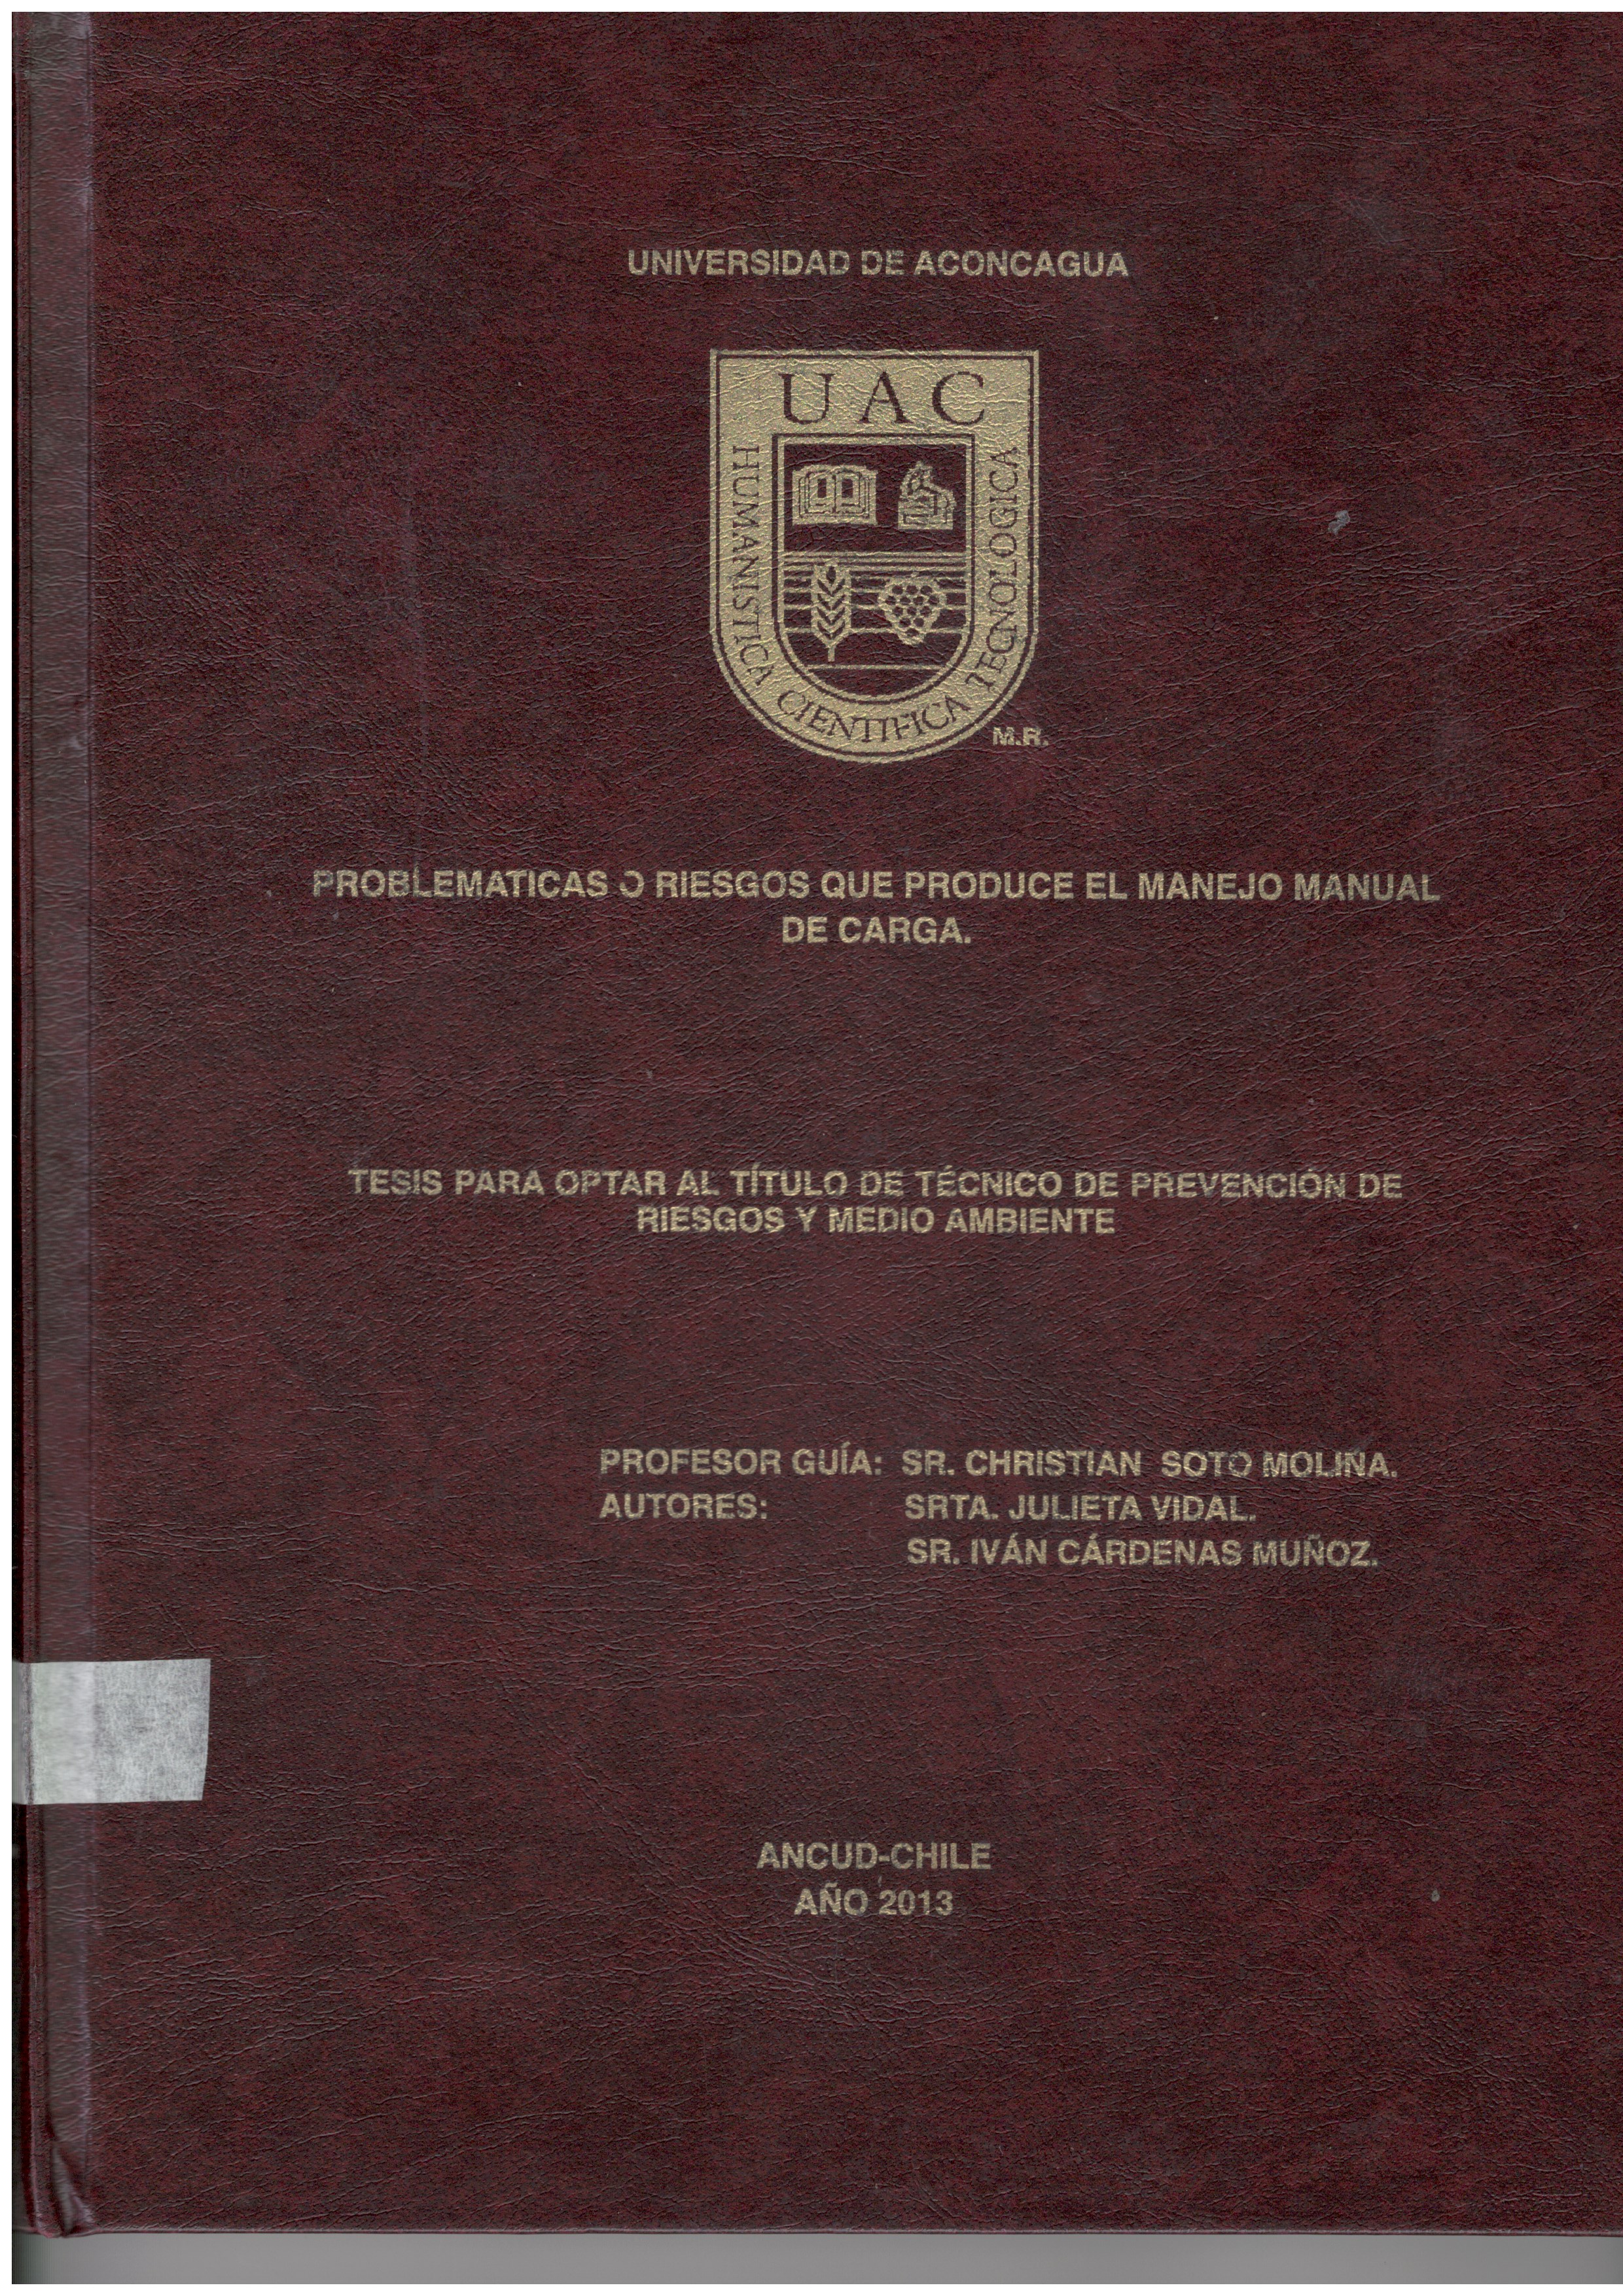 UNIVERSIDAD DE ACONCAGUA
UAC
HUMANISTICA CIENTIFICA TECNOLOGICA
M.R.
PROBLEMATICAS O RIESGOS QUE PRODUCE EL MANEJO MANUAL
DE CARGA.
TESIS PARA OPTAR AL TÍTULO DE TÉCNICO DE PREVENCIÓN DE
RIESGOS Y MEDIO AMBIENTE
PROFESOR GUÍA: SR. CHRISTIAN SOTO MOLINA.
AUTORES: SRTA. JULIETA VIDAL.
SR. IVÁN CÁRDENAS MUÑOZ.
ANCUD-CHILE
AÑO 2013